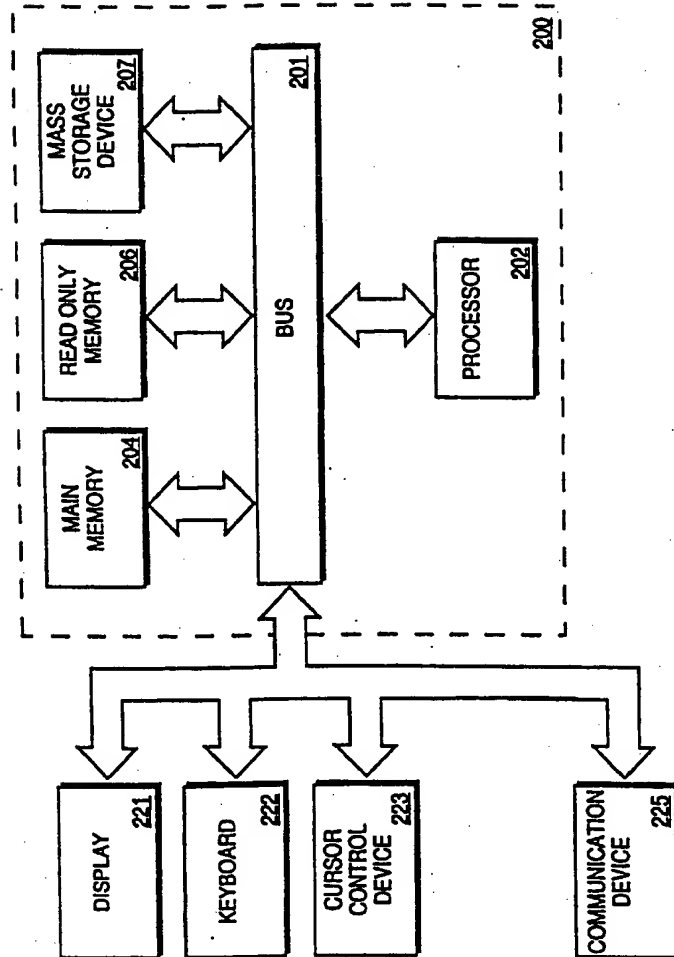 DISPLAY
221
KEYBOARD
222
CURSOR
CONTROL
DEVICE
223
COMMUNICATION
DEVICE
225
MAIN
MEMORY
204
READ ONLY
MEMORY
206
MASS
STORAGE
DEVICE
207
BUS
201
PROCESSOR
202
200